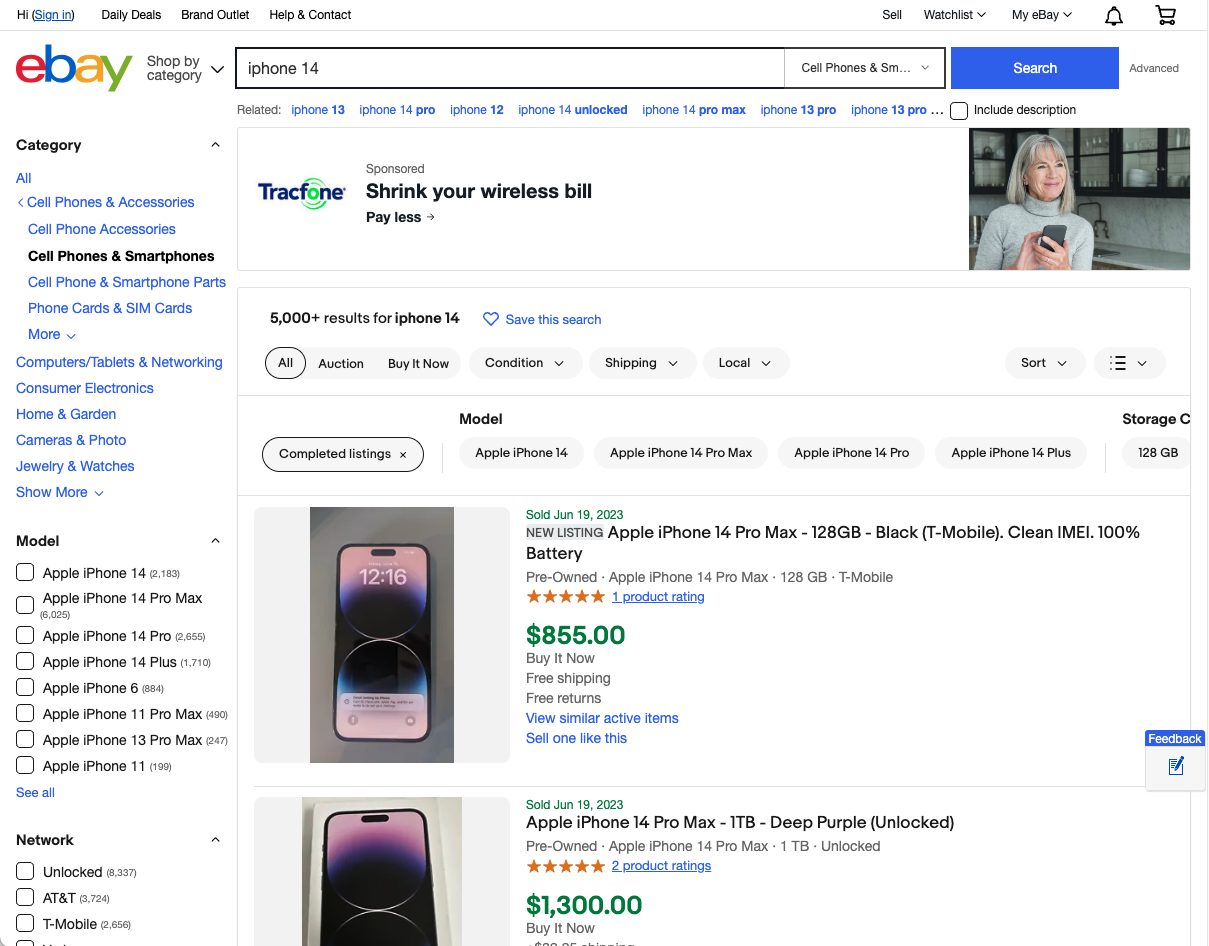 Hi (Sign in)
Daily Deals
Brand Outlet
Help & Contact
Sell
Watchlist
My eBay
ebay
Shop by category
iphone 14
Cell Phones & Sm...
Search
Advanced
Related: iphone 13 iphone 14 pro iphone 12 iphone 14 unlocked iphone 14 pro max iphone 13 pro iphone 13 pro ...
Include description
Category
All
Cell Phones & Accessories
Cell Phone Accessories
Cell Phones & Smartphones
Cell Phone & Smartphone Parts
Phone Cards & SIM Cards
More
Computers/Tablets & Networking
Consumer Electronics
Home & Garden
Cameras & Photo
Jewelry & Watches
Show More
Model
Apple iPhone 14 (2,183)
Apple iPhone 14 Pro Max
(6,025)
Apple iPhone 14 Pro (2,655)
Apple iPhone 14 Plus (1,710)
Apple iPhone 6 (884)
Apple iPhone 11 Pro Max (490)
Apple iPhone 13 Pro Max (247)
Apple iPhone 11 (199)
See all
Network
Unlocked (8,337)
AT&T (3,724)
T-Mobile (2,656)
Tracfone
Sponsored
Shrink your wireless bill
Pay less →
5,000+ results for iphone 14
Save this search
All
Auction
Buy It Now
Condition
Shipping
Local
Sort
Completed listings ×
Model
Apple iPhone 14
Apple iPhone 14 Pro Max
Apple iPhone 14 Pro
Apple iPhone 14 Plus
Storage C
128 GB
12:16
Sold Jun 19, 2023
NEW LISTING Apple iPhone 14 Pro Max - 128GB - Black (T-Mobile). Clean IMEI. 100%
Battery
Pre-Owned · Apple iPhone 14 Pro Max · 128 GB · T-Mobile
1 product rating
$855.00
Buy It Now
Free shipping
Free returns
View similar active items
Sell one like this
Feedback
Sold Jun 19, 2023
Apple iPhone 14 Pro Max - 1TB - Deep Purple (Unlocked)
Pre-Owned · Apple iPhone 14 Pro Max · 1 TB · Unlocked
2 product ratings
$1,300.00
Buy It Now